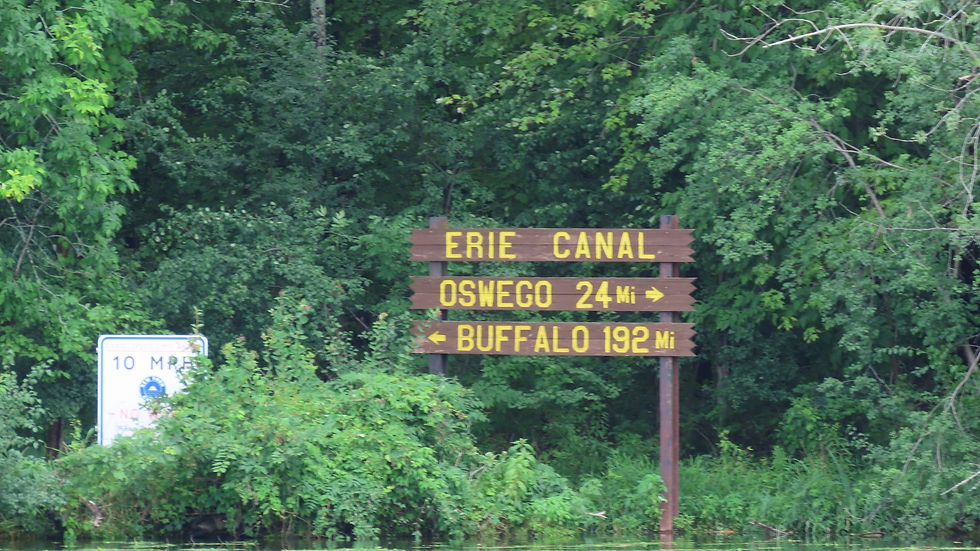 ERIE CANAL
OSWEGO 24 Mi →
← BUFFALO 192 Mi
10 MPH